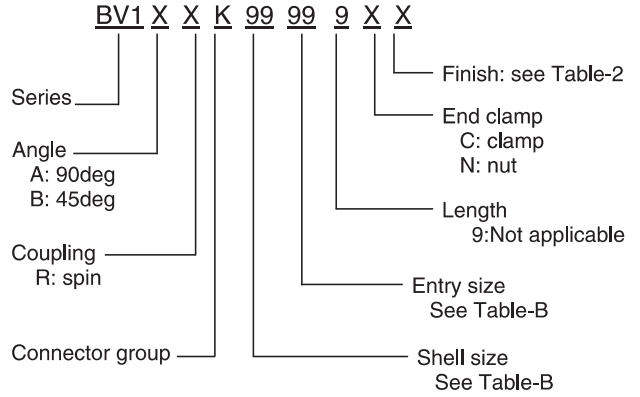 BV1 X X K 99 99 9 X X
Finish: see Table-2
Series
End clamp
C: clamp
N: nut
Angle
A: 90deg
B: 45deg
Length
9:Not applicable
Coupling
R: spin
Entry size
See Table-B
Connector group
Shell size
See Table-B